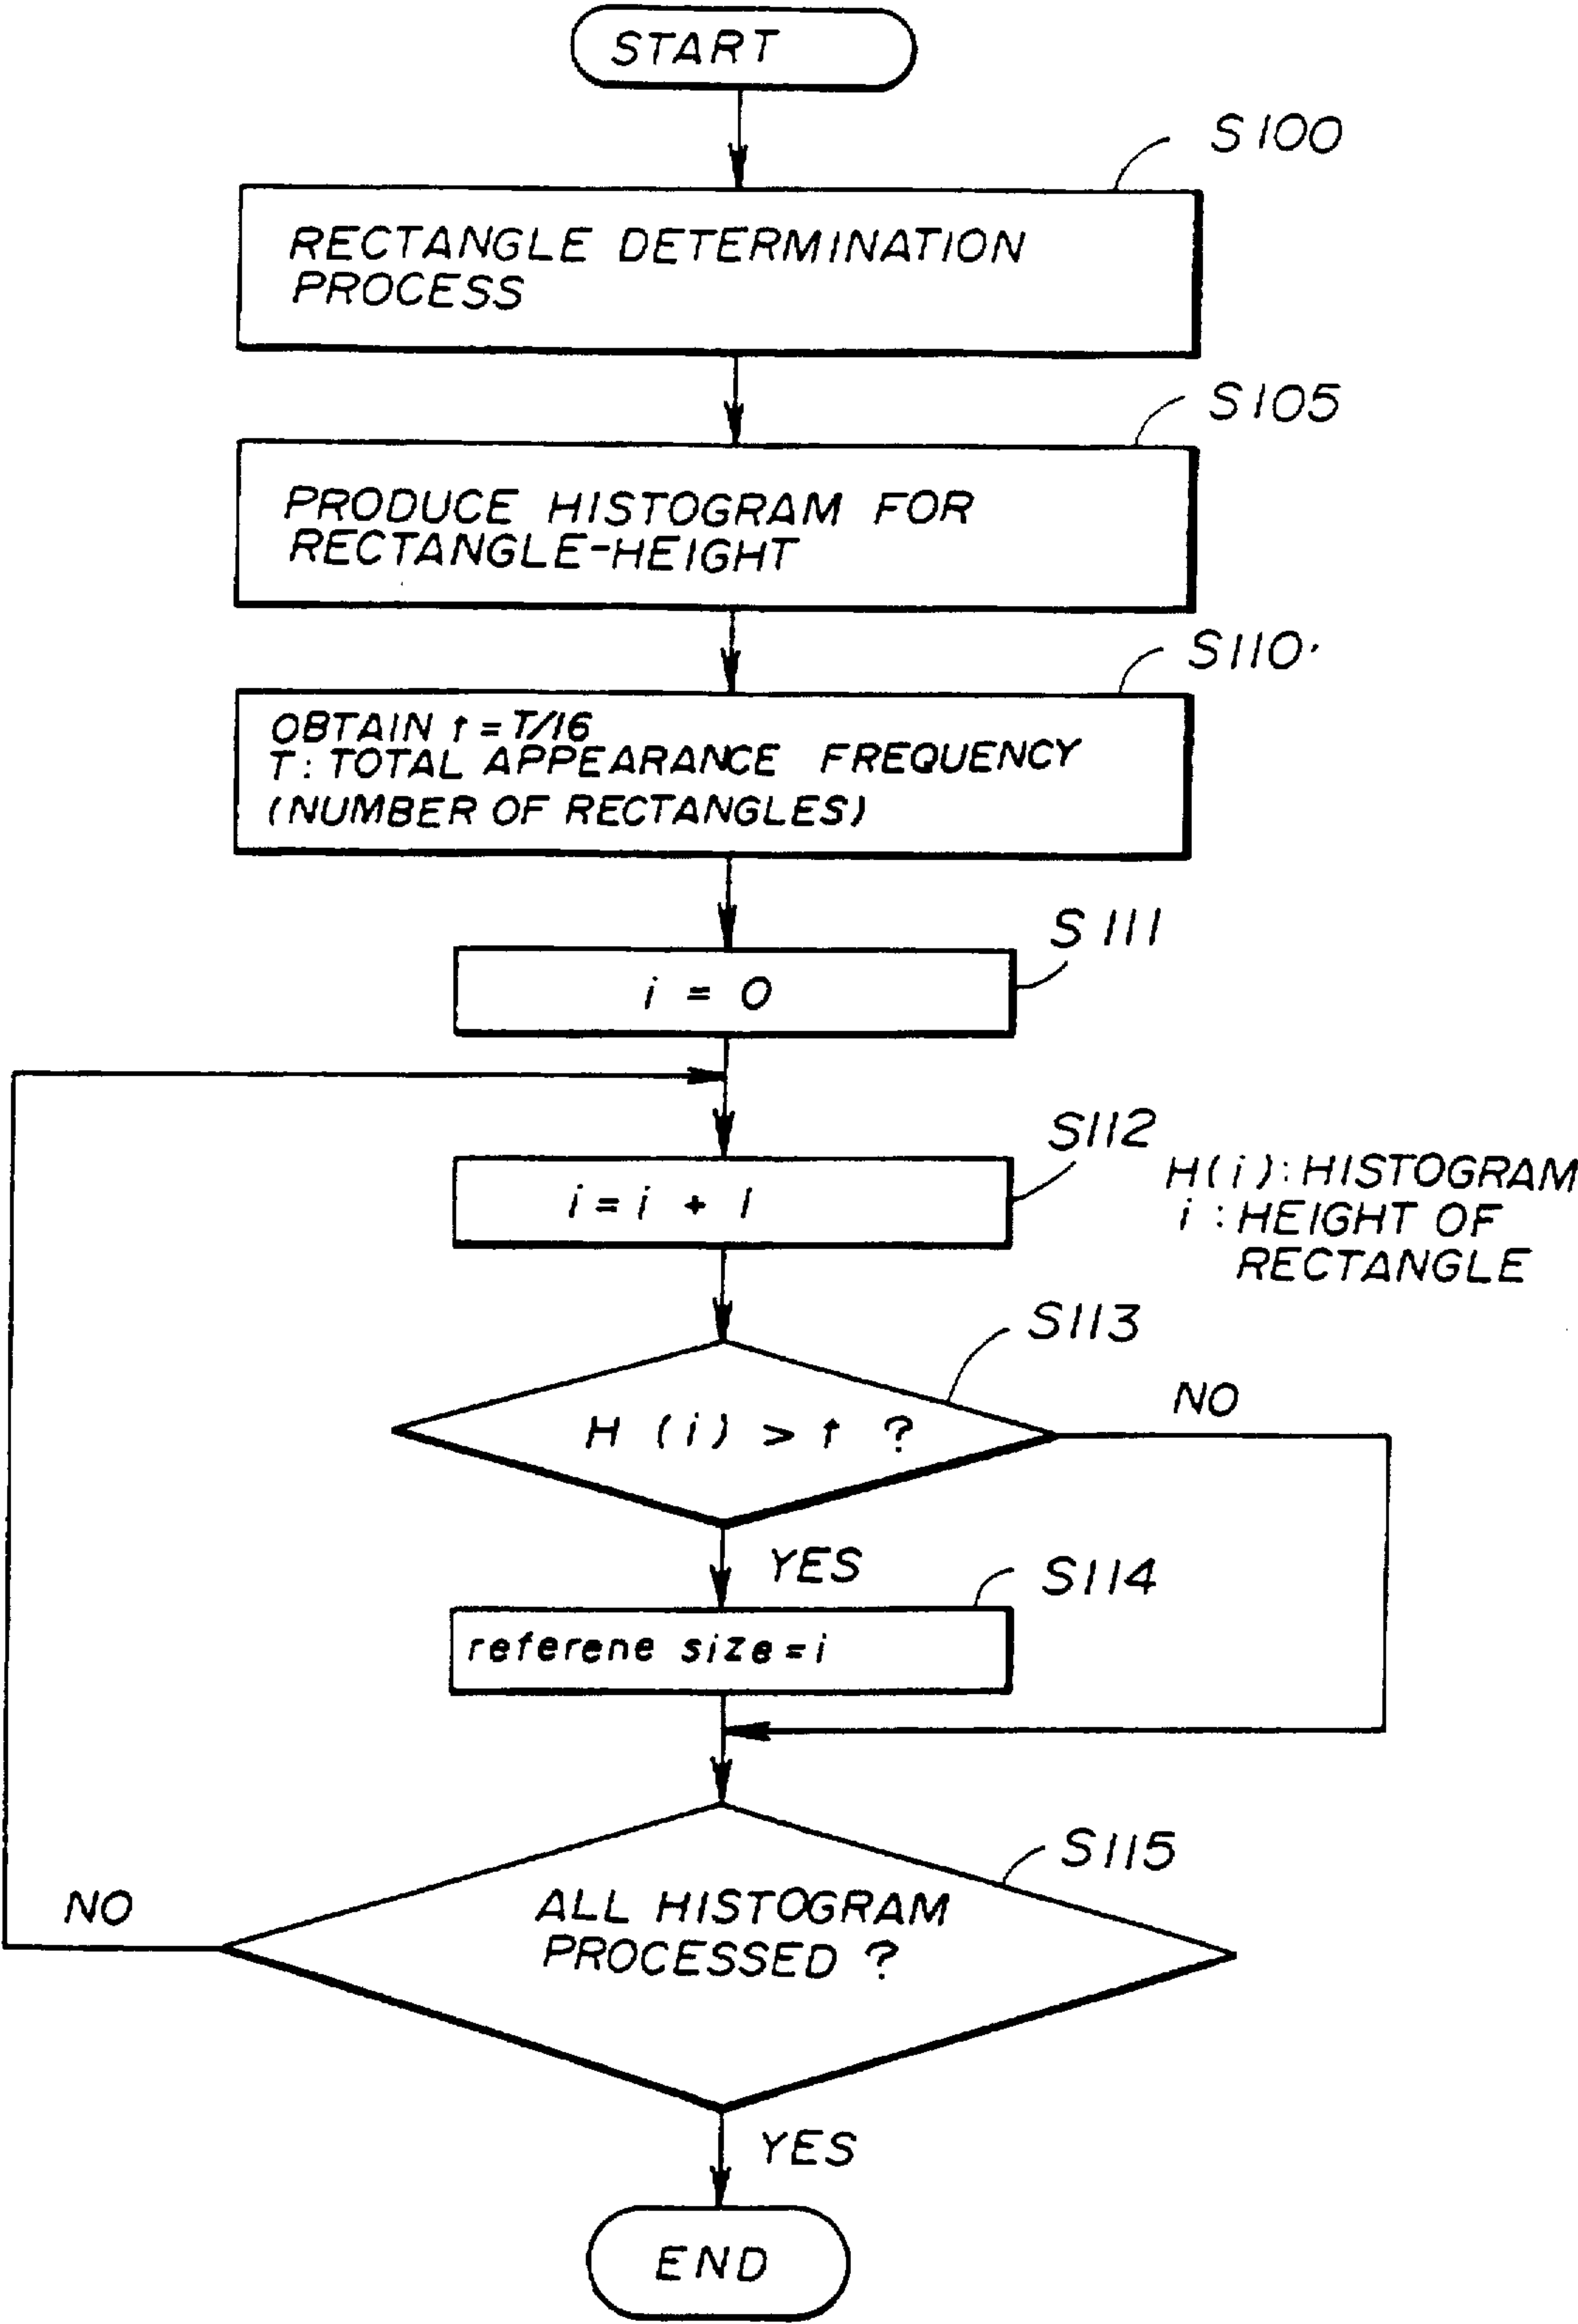 START
S100
RECTANGLE DETERMINATION
PROCESS
S105
PRODUCE HISTOGRAM FOR
RECTANGLE-HEIGHT
S110'
OBTAIN t = T/16
T: TOTAL APPEARANCE FREQUENCY
(NUMBER OF RECTANGLES)
S111
i = 0
S112
i = i + 1
H(i): HISTOGRAM
i : HEIGHT OF
RECTANGLE
S113
H (i) > t ?
NO
YES
S114
referene size = i
S115
ALL HISTOGRAM
PROCESSED ?
NO
YES
END